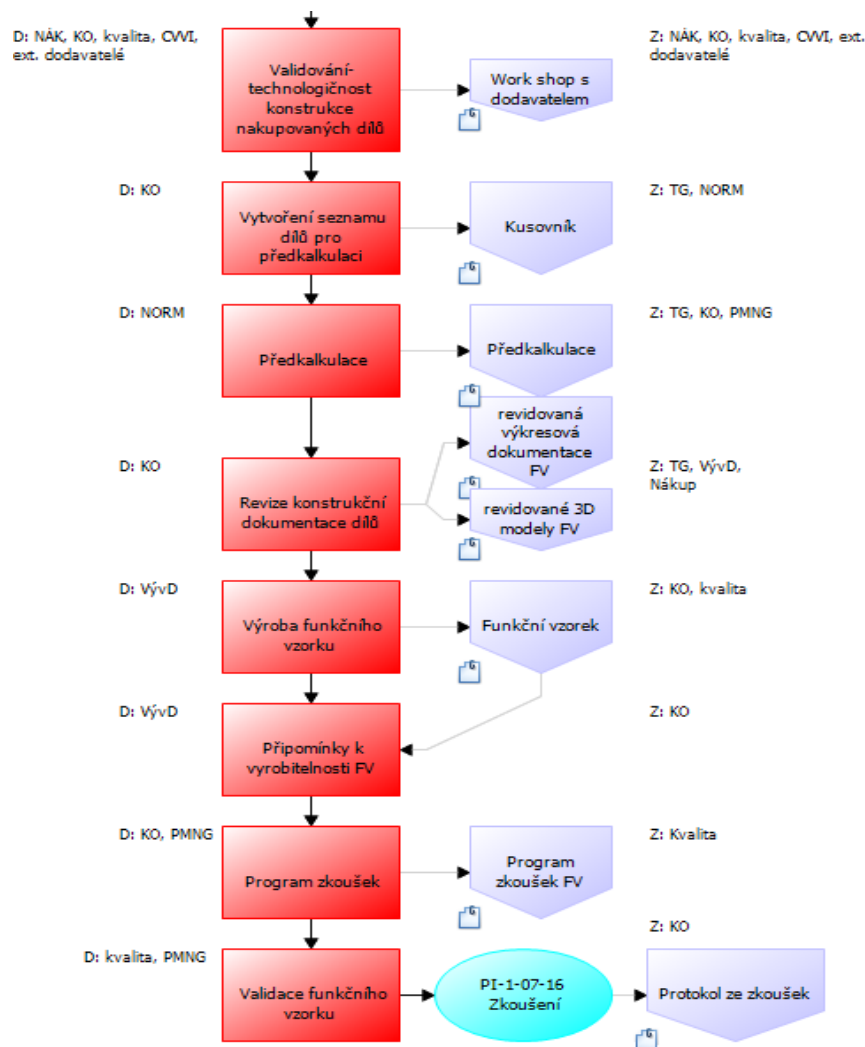 D: NÁK, KO, kvalita, CVVI,
ext. dodavatelé
Validování-
technologičnost
konstrukce
nakupovaných dílů
Work shop s
dodavatelem
G
Z: NÁK, KO, kvalita, CVVI, ext.
dodavatelé
D: KO
Vytvoření seznamu
dílů pro
předkalkulaci
Kusovník
G
Z: TG, NORM
D: NORM
Předkalkulace
Předkalkulace
G
Z: TG, KO, PMNG
D: KO
Revize konstrukční
dokumentace dílů
revidovaná
výkresová
dokumentace
FV
G
revidované 3D
modely FV
G
Z: TG, VývD,
Nákup
D: VývD
Výroba funkčního
vzorku
Funkční vzorek
G
Z: KO, kvalita
D: VývD
Připomínky k
vyrobitelnosti FV
Z: KO
D: KO, PMNG
Program zkoušek
Program
zkoušek FV
G
Z: Kvalita
D: kvalita, PMNG
Validace funkčního
vzorku
PI-1-07-16
Zkoušení
Z: KO
Protokol ze zkoušek
G